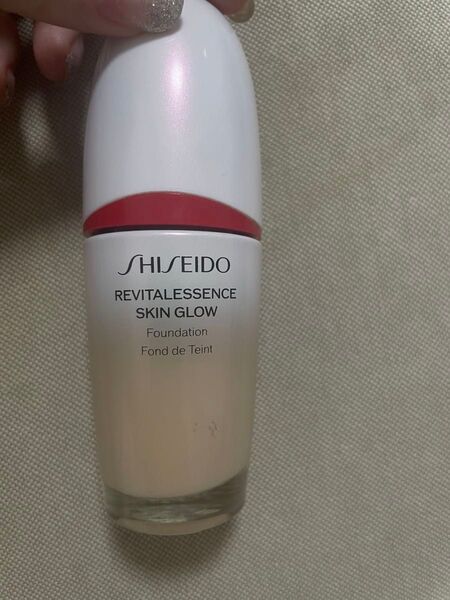 SHISEIDO
REVITALESSENCE
SKIN GLOW
Foundation
Fond de Teint